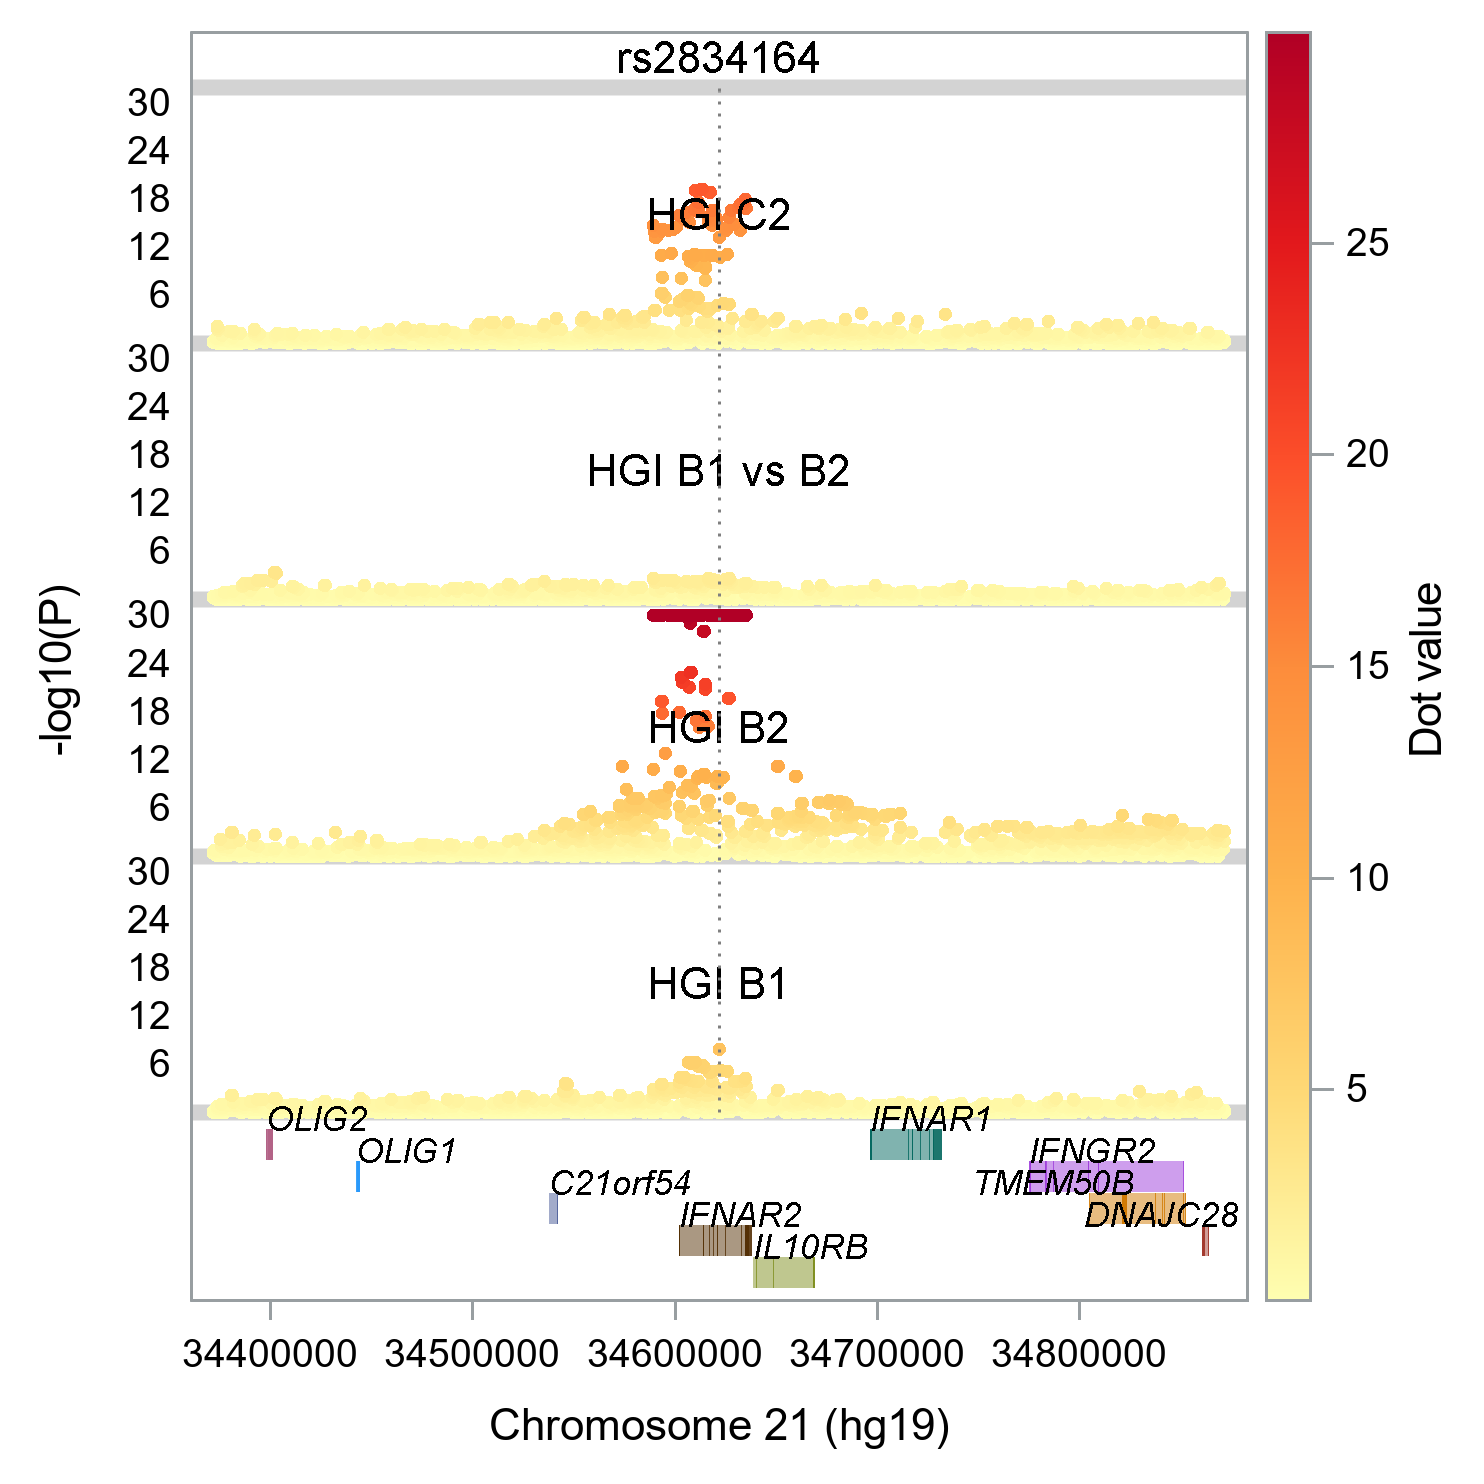 rs2834164
30
24
18
12
6
HGI C2
30
24
18
12
6
HGI B1 vs B2
30
24
18
12
6
HGI B2
30
24
18
12
6
HGI B1
-log10(P)
OLIG2
OLIG1
C21orf54
IFNAR2
IL10RB
IFNAR1
IFNGR2
TMEM50B
DNAJC28
34400000 34500000 34600000 34700000 34800000
Chromosome 21 (hg19)
25
20
15
10
5
Dot value